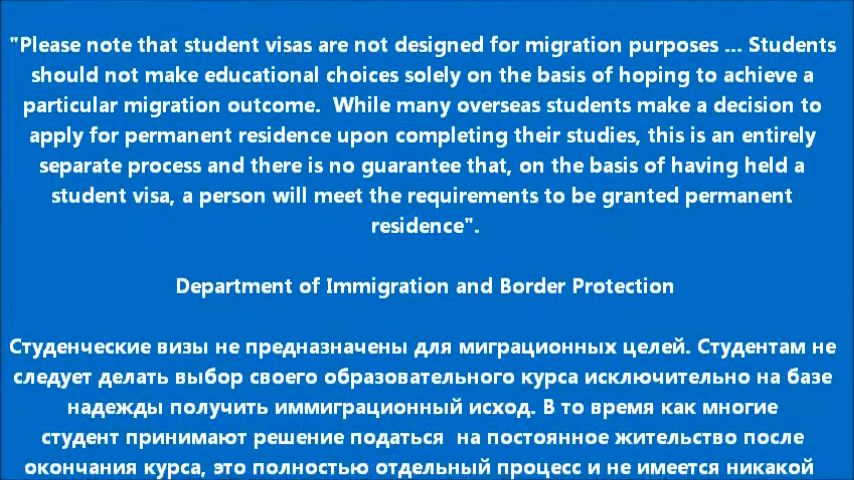 "Please note that student visas are not designed for migration purposes ... Students
should not make educational choices solely on the basis of hoping to achieve a
particular migration outcome.  While many overseas students make a decision to
apply for permanent residence upon completing their studies, this is an entirely
separate process and there is no guarantee that, on the basis of having held a
student visa, a person will meet the requirements to be granted permanent
residence".
Department of Immigration and Border Protection
Студенческие визы не предназначены для миграционных целей. Студентам не
следует делать выбор своего образовательного курса исключительно на базе
надежды получить иммиграционный исход. В то время как многие
студент принимают решение податься  на постоянное жительство после
окончания курса, это полностью отдельный процесс и не имеется никакой